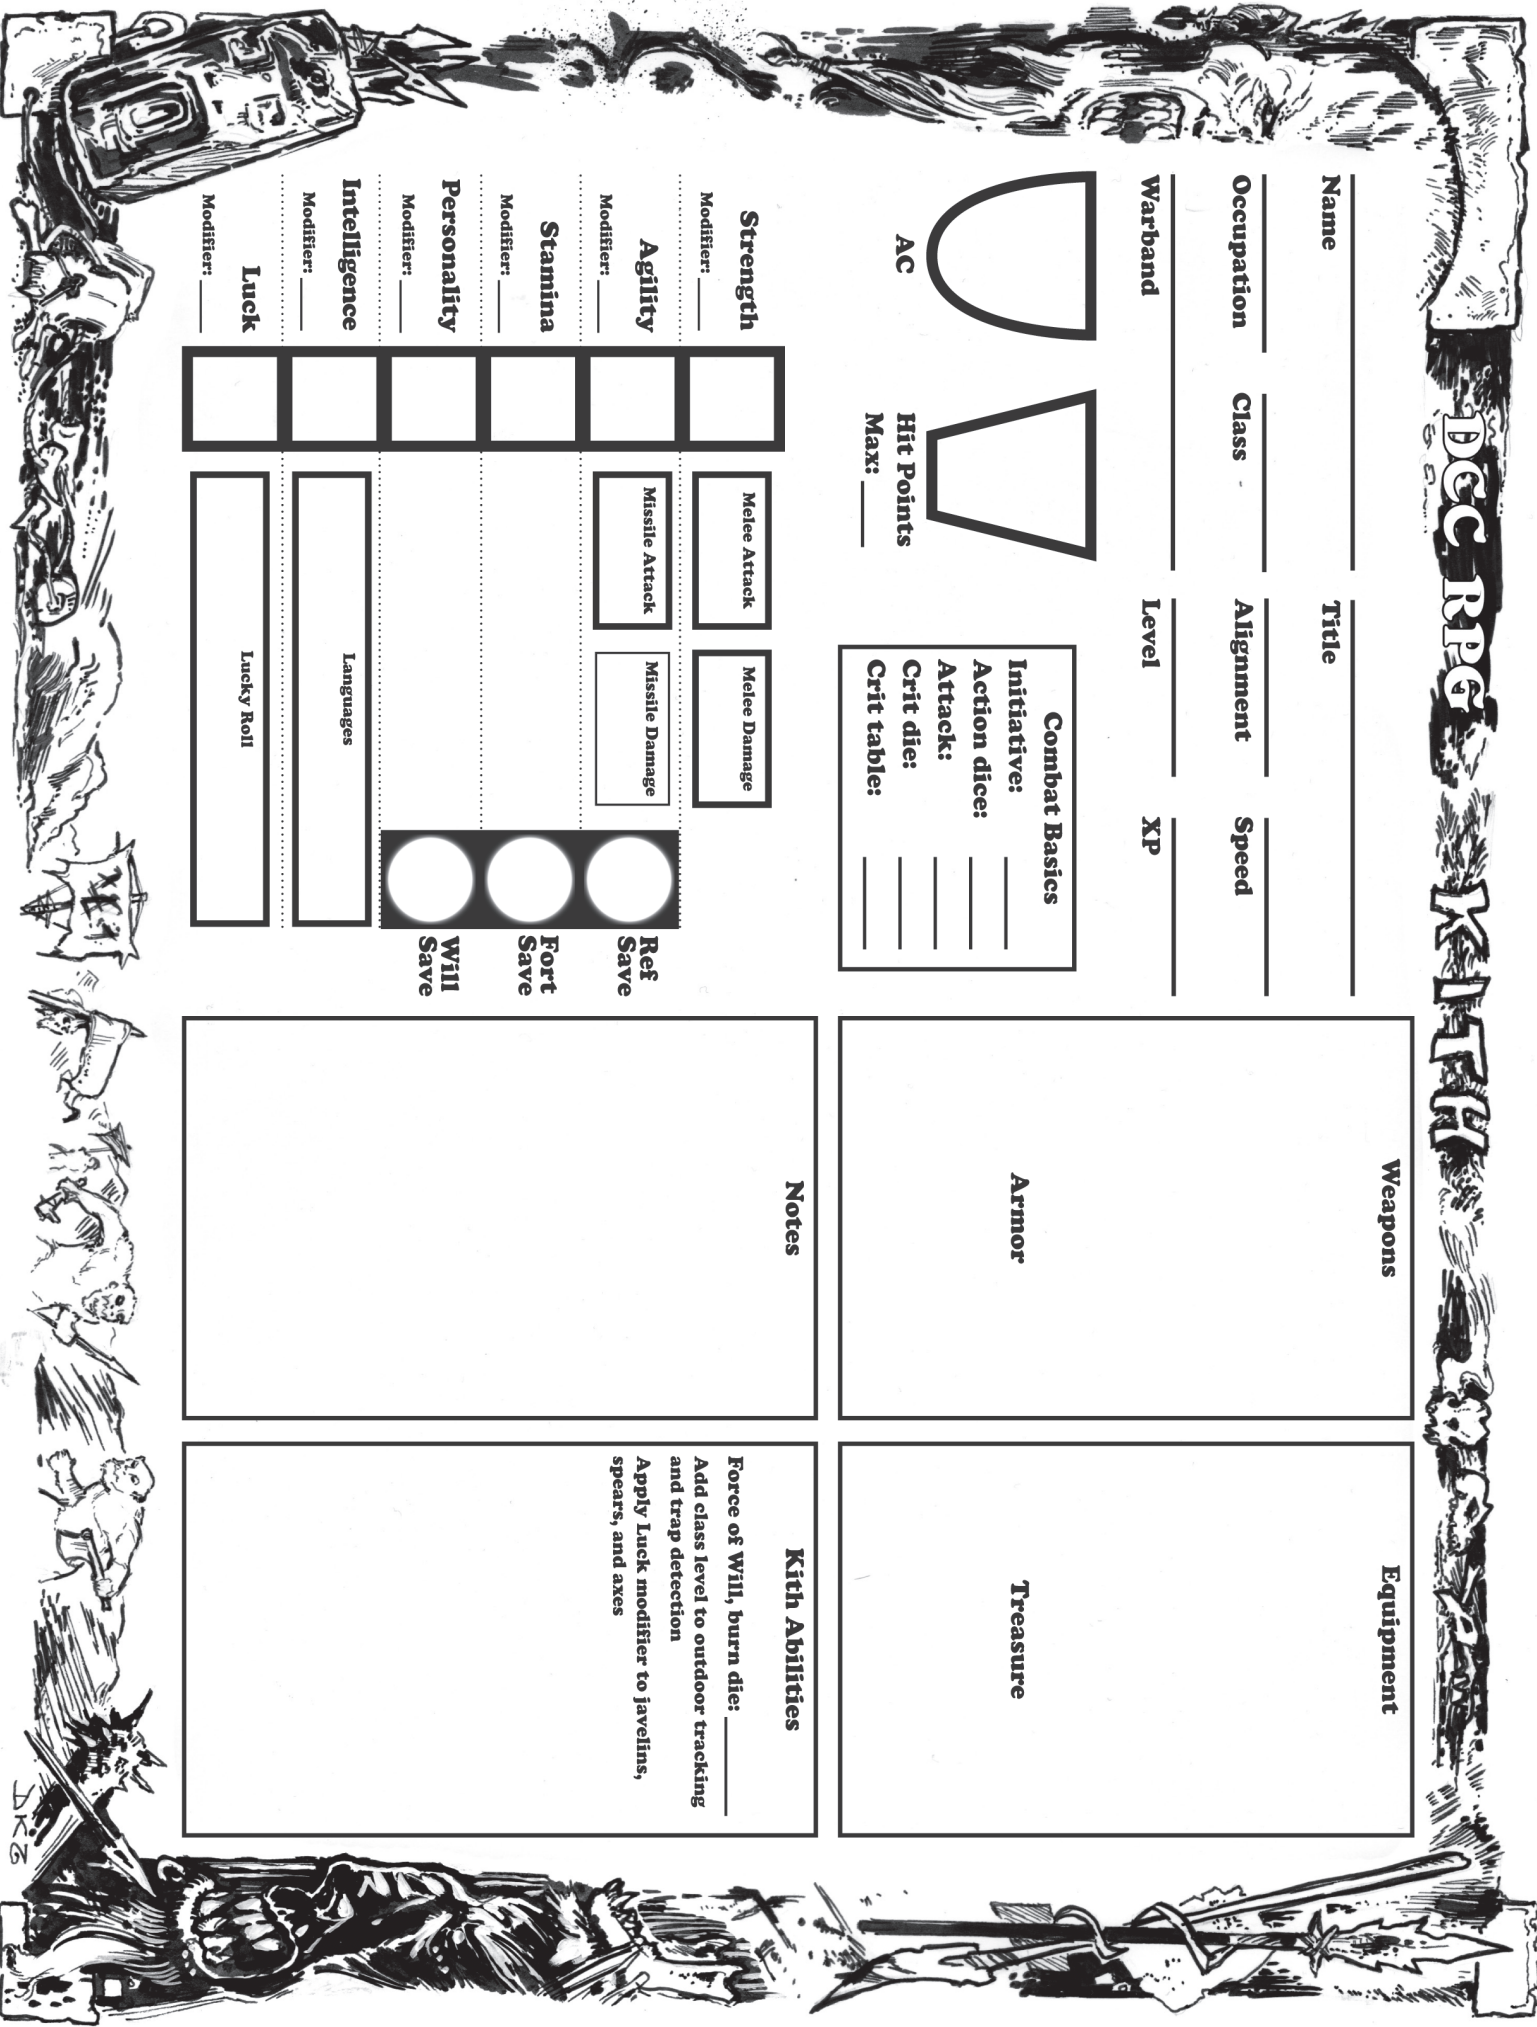 DCC RPG KITH
Name Title
Occupation Class Alignment Speed
Warband Level XP
AC
Hit Points
Max:
Combat Basics
Initiative:
Action dice:
Attack:
Crit die:
Crit table:
Strength
Modifier:
Melee Attack
Melee Damage
Agility
Modifier:
Missile Attack
Missile Damage
Ref
Save
Stamina
Modifier:
Fort
Save
Personality
Modifier:
Will
Save
Intelligence
Modifier:
Languages
Luck
Modifier:
Lucky Roll
Weapons
Armor
Equipment
Treasure
Notes
Kith Abilities
Force of Will, burn die:
Add class level to outdoor tracking
and trap detection
Apply Luck modifier to javelins,
spears, and axes